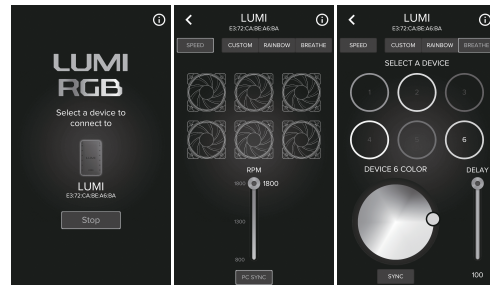 LUMI
RGB
Select a device to
connect to
LUMI
E3:72:CA:BE:A6:BA
Stop
LUMI
E3:72:CA:BE:A6:BA
SPEED CUSTOM RAINBOW BREATHE
RPM
1800 1800
1300
800
PC SYNC
LUMI
E3:72:CA:BE:A6:BA
SPEED CUSTOM RAINBOW BREATHE
SELECT A DEVICE
1 2 3
4 5 6
DEVICE 6 COLOR DELAY
SYNC 100